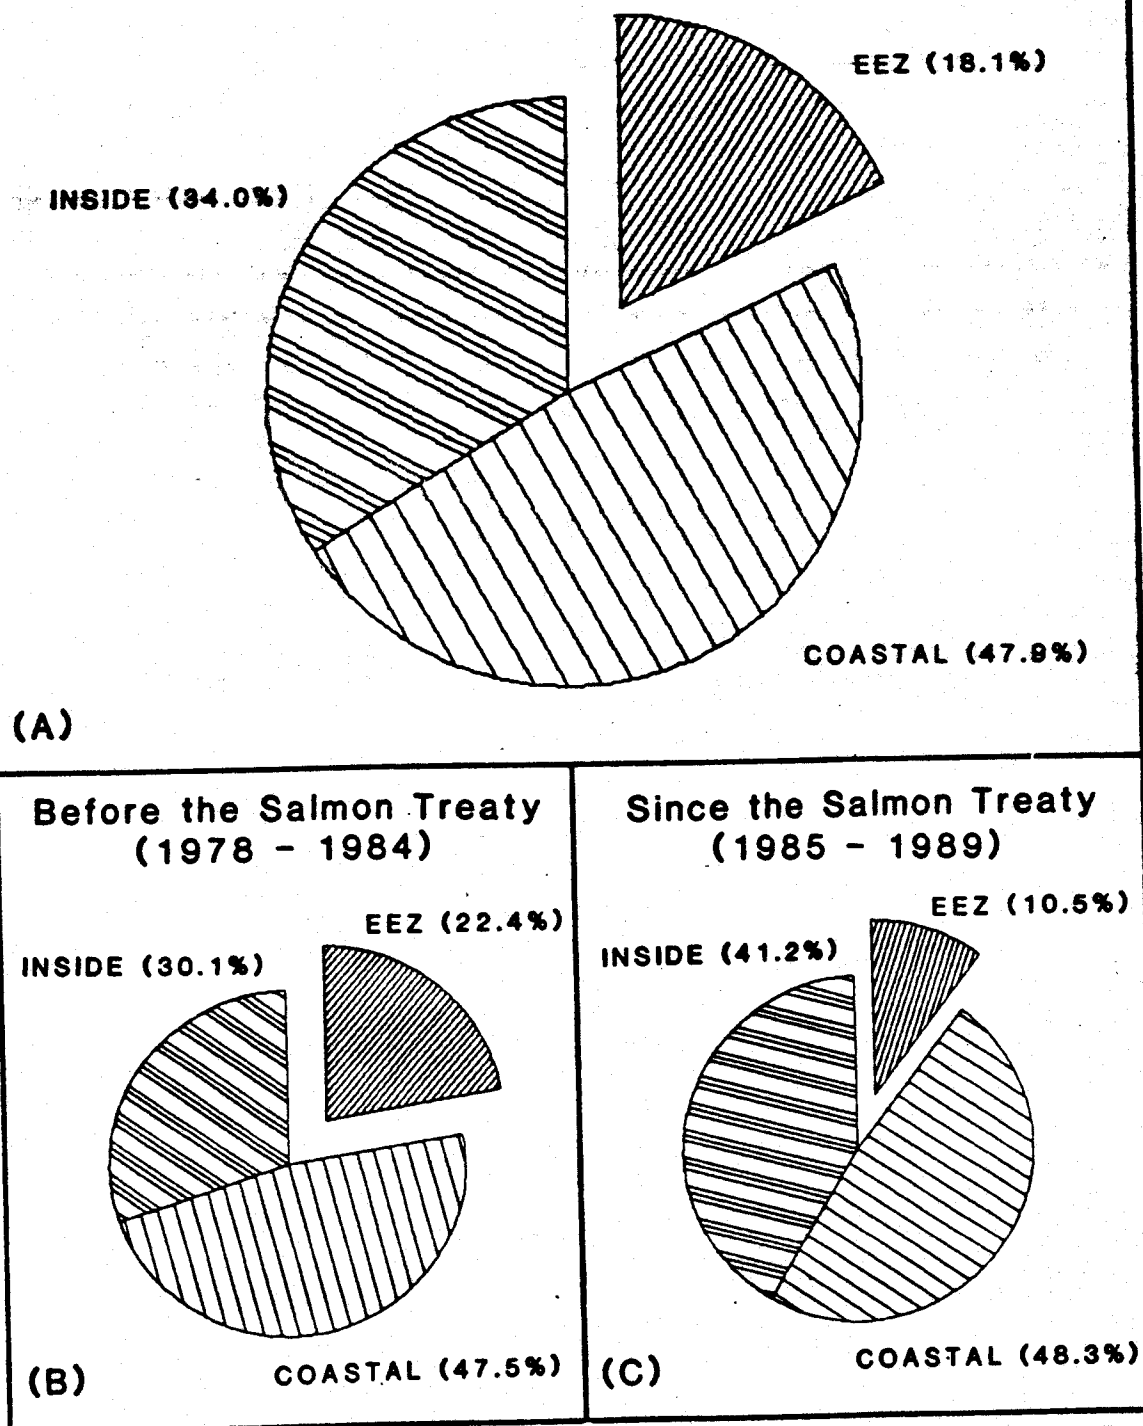 EEZ (18.1%)
INSIDE (34.0%)
COASTAL (47.9%)
(A)
Before the Salmon Treaty
(1978 - 1984)
EEZ (22.4%)
INSIDE (30.1%)
COASTAL (47.5%)
(B)
Since the Salmon Treaty
(1985 - 1989)
EEZ (10.5%)
INSIDE (41.2%)
COASTAL (48.3%)
(C)